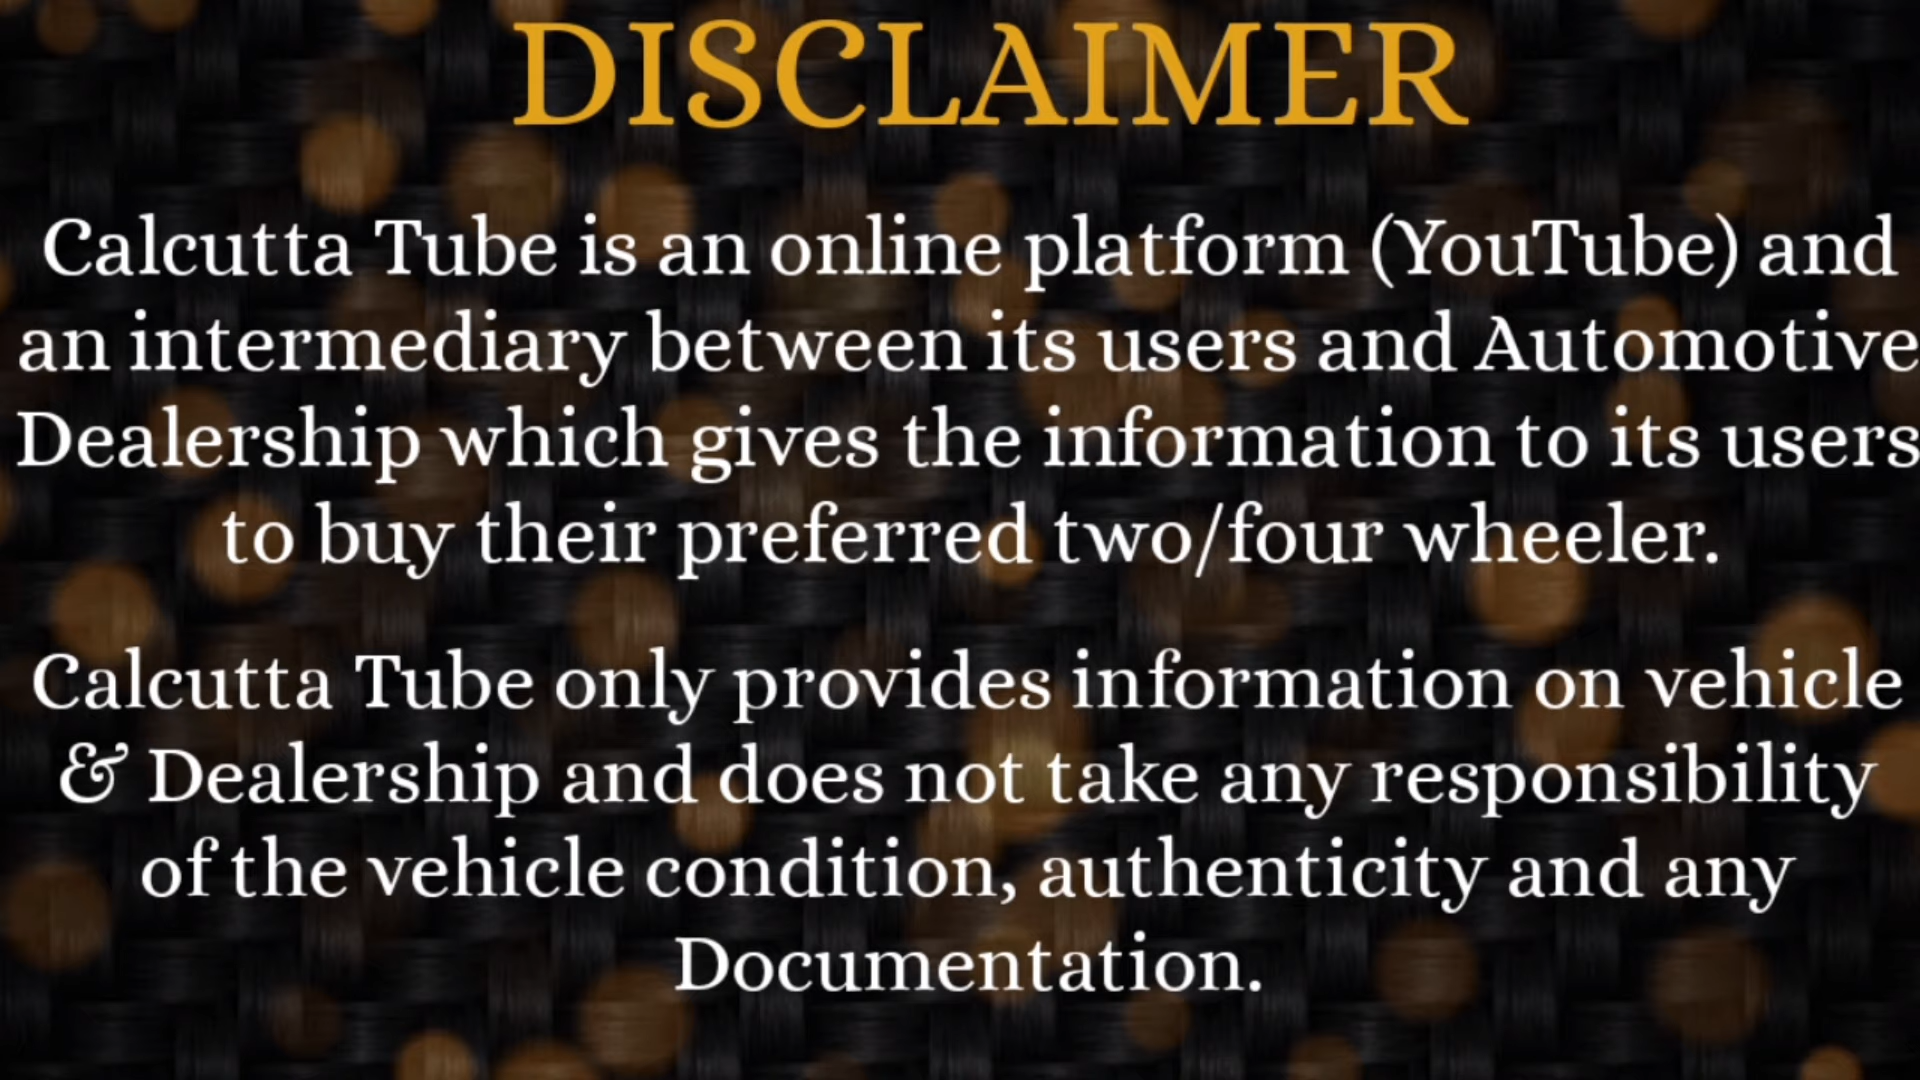 DISCLAIMER
Calcutta Tube is an online platform (YouTube) and
an intermediary between its users and Automotive
Dealership which gives the information to its users
to buy their preferred two/four wheeler.
Calcutta Tube only provides information on vehicle
& Dealership and does not take any responsibility
of the vehicle condition, authenticity and any
Documentation.